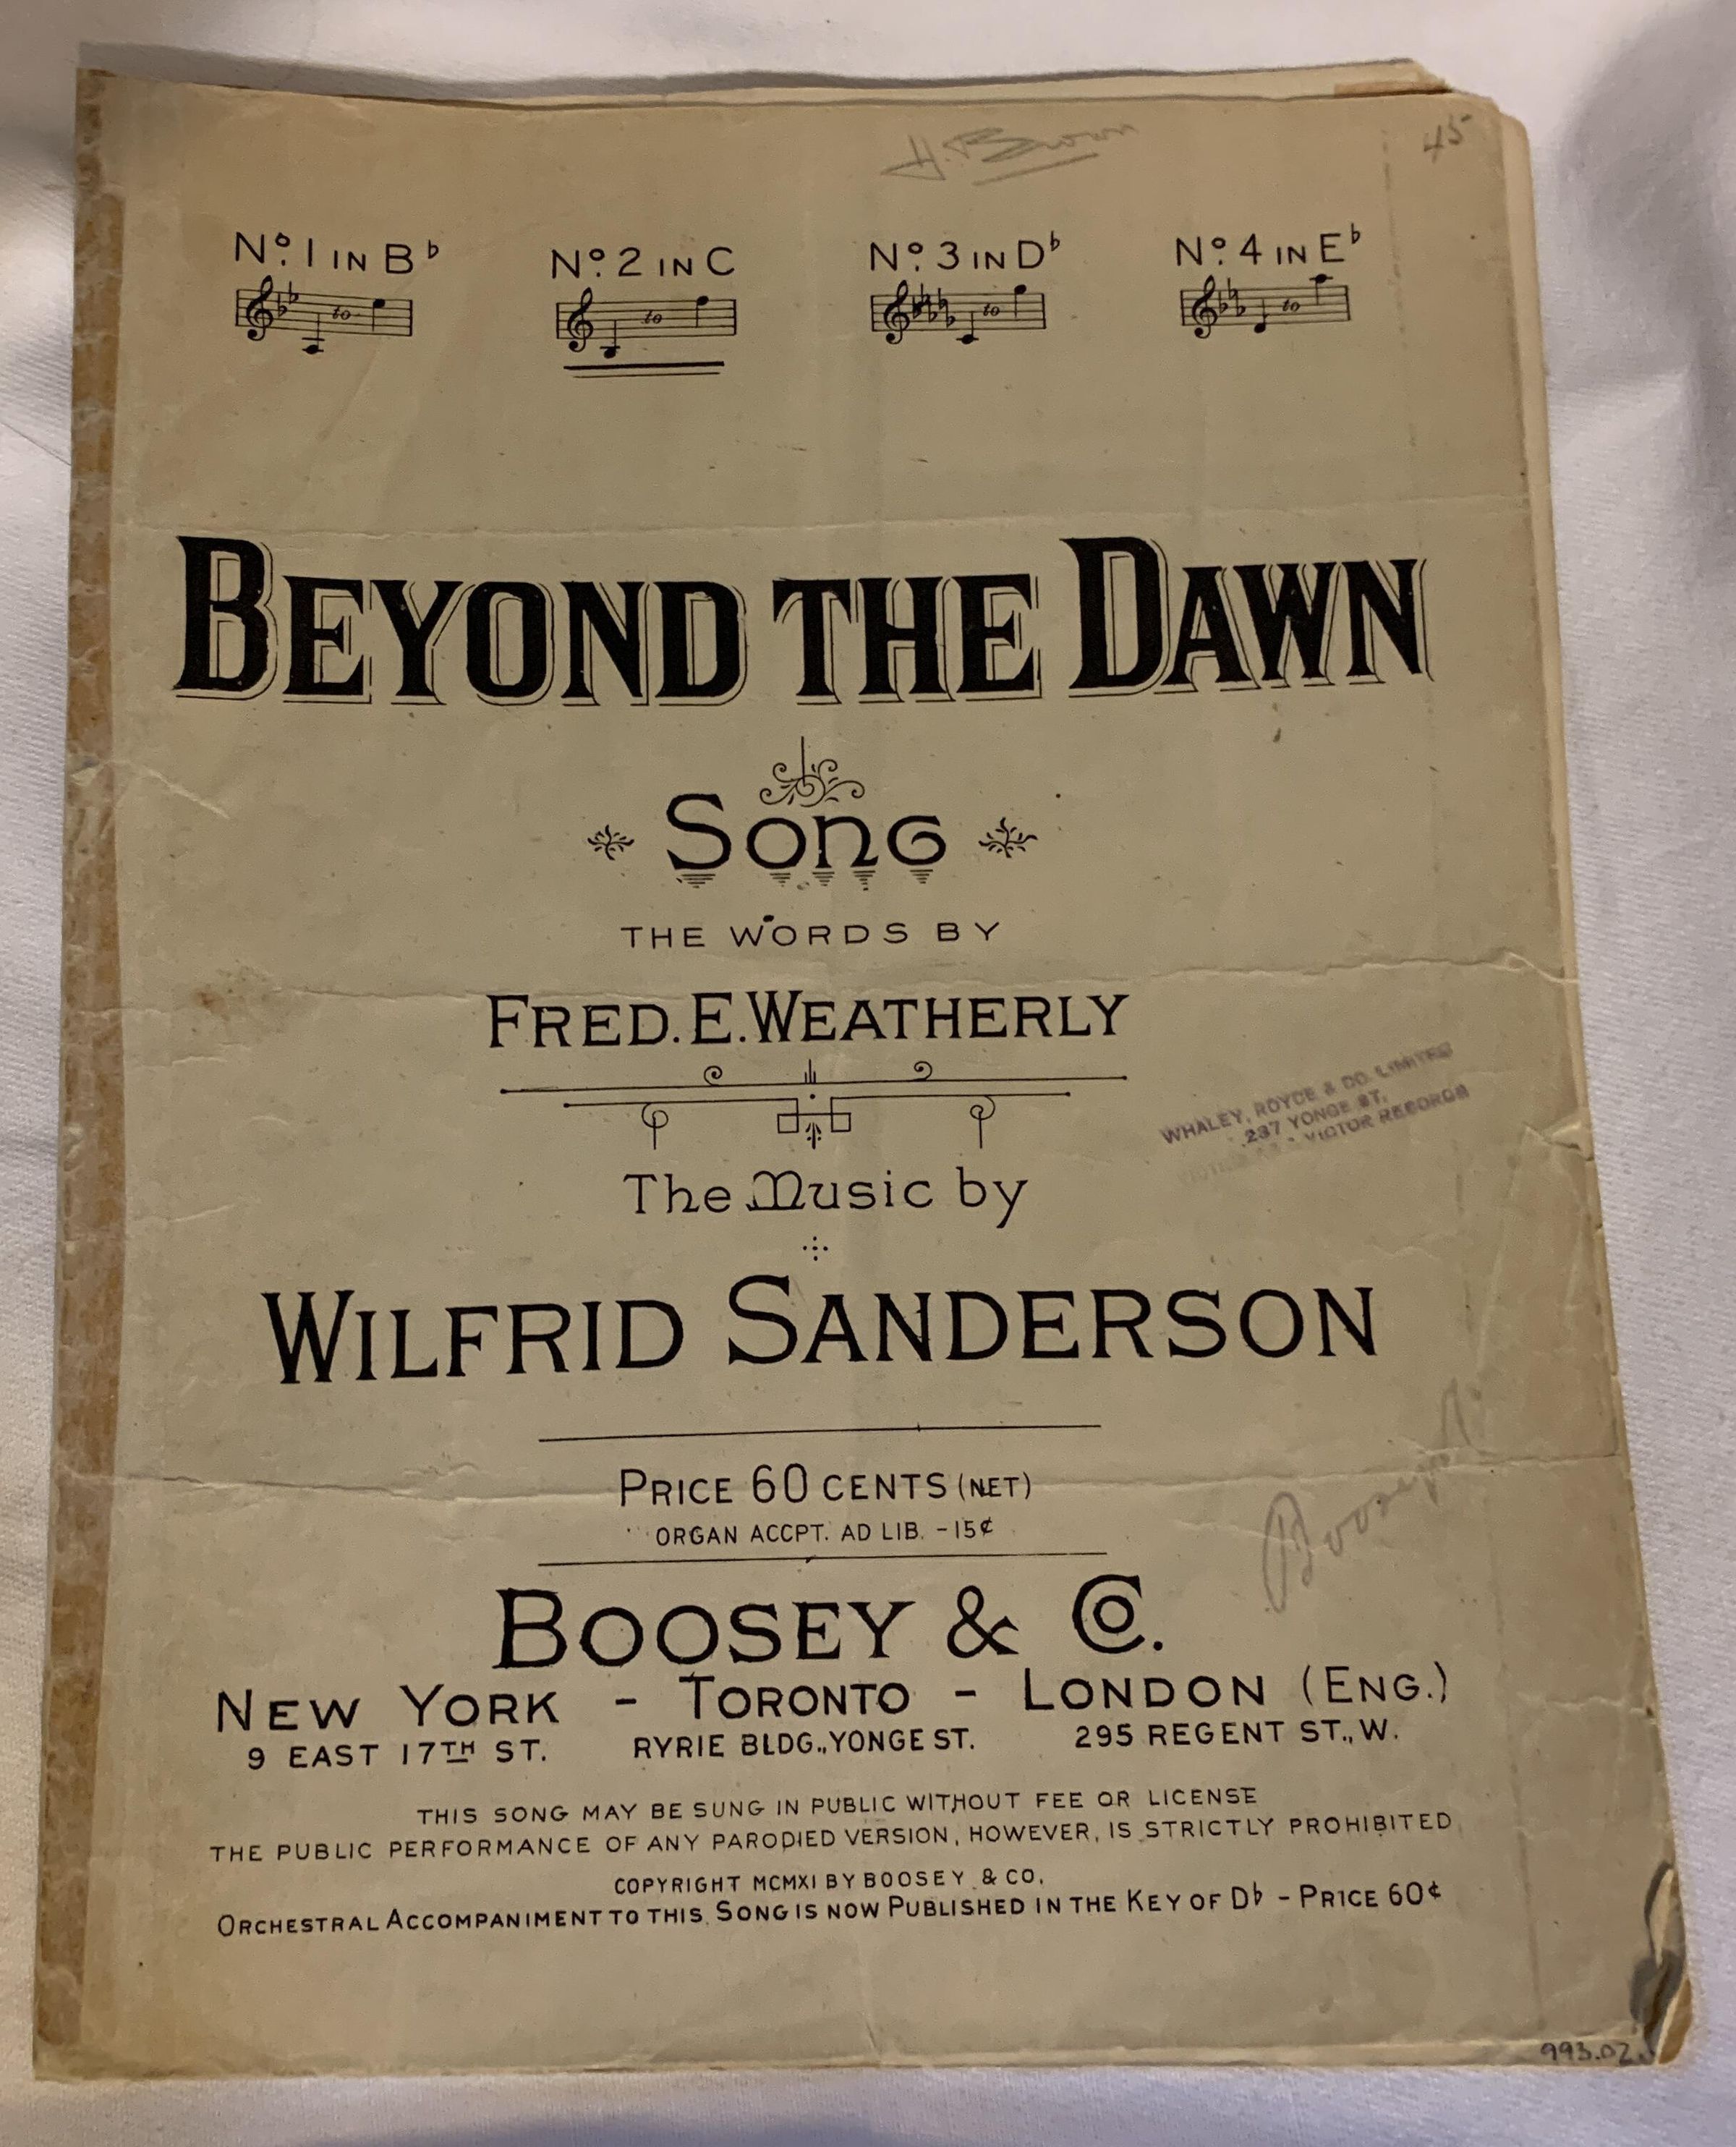 H. Brown
45
No. 1 IN B♭
No. 2 IN C
No. 3 IN D♭
No. 4 IN E♭
to
to
to
to
BEYOND THE DAWN
SONG
THE WORDS BY
FRED. E. WEATHERLY
WHALEY, ROYCE & CO. LIMITED
237 YONGE ST.
VICTOR RECORDS
The Music by
WILFRID SANDERSON
PRICE 60 CENTS (NET)
ORGAN ACCPT. AD LIB. - 15¢
BOOSEY & CO.
NEW YORK - TORONTO - LONDON (ENG.)
9 EAST 17TH ST. RYRIE BLDG., YONGE ST. 295 REGENT ST., W.
THIS SONG MAY BE SUNG IN PUBLIC WITHOUT FEE OR LICENSE
THE PUBLIC PERFORMANCE OF ANY PARODIED VERSION, HOWEVER, IS STRICTLY PROHIBITED
COPYRIGHT MCMXI BY BOOSEY & CO.
ORCHESTRAL ACCOMPANIMENT TO THIS SONG IS NOW PUBLISHED IN THE KEY OF D♭ - PRICE 60¢
993.02